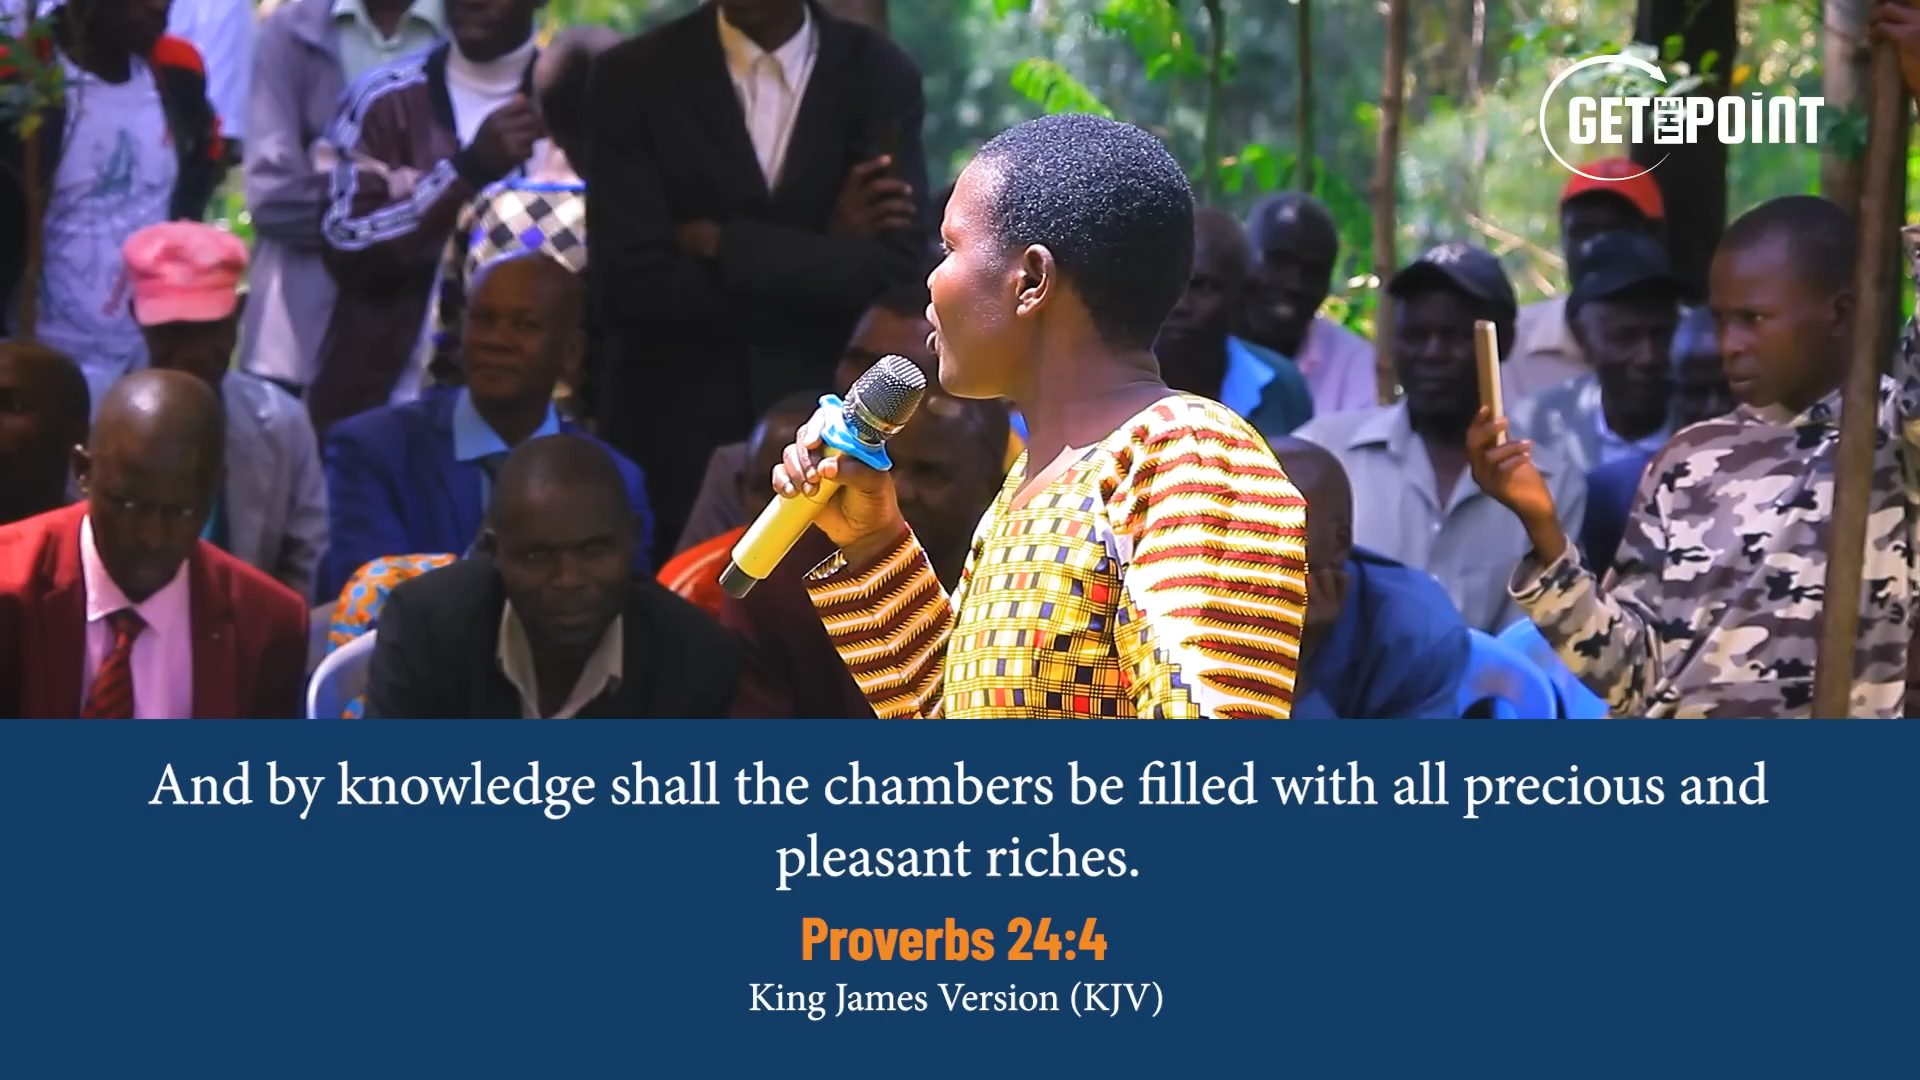 GET THE POINT
And by knowledge shall the chambers be filled with all precious and
pleasant riches.
Proverbs 24:4
King James Version (KJV)